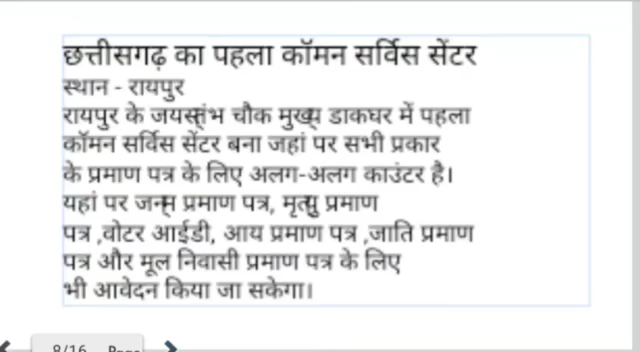 छत्तीसगढ़ का पहला कॉमन सर्विस सेंटर
स्थान - रायपुर
रायपुर के जयस्तंभ चौक मुख्य डाकघर में पहला
कॉमन सर्विस सेंटर बना जहां पर सभी प्रकार
के प्रमाण पत्र के लिए अलग-अलग काउंटर है।
यहां पर जन्म प्रमाण पत्र, मृत्यु प्रमाण
पत्र ,वोटर आईडी, आय प्रमाण पत्र ,जाति प्रमाण
पत्र और मूल निवासी प्रमाण पत्र के लिए
भी आवेदन किया जा सकेगा।
8/16 Page